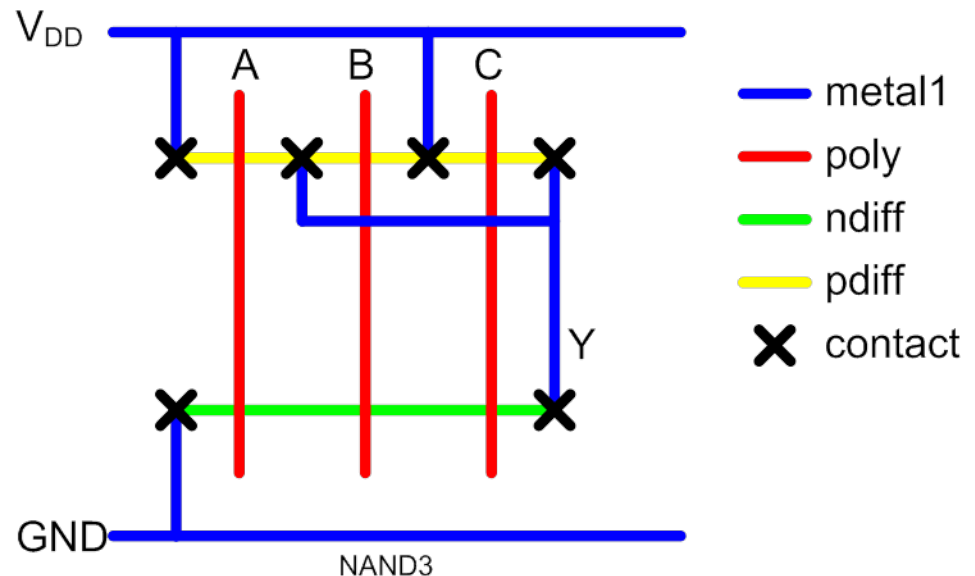 VDD
A
B
C
metal1
poly
ndiff
pdiff
contact
Y
GND
NAND3